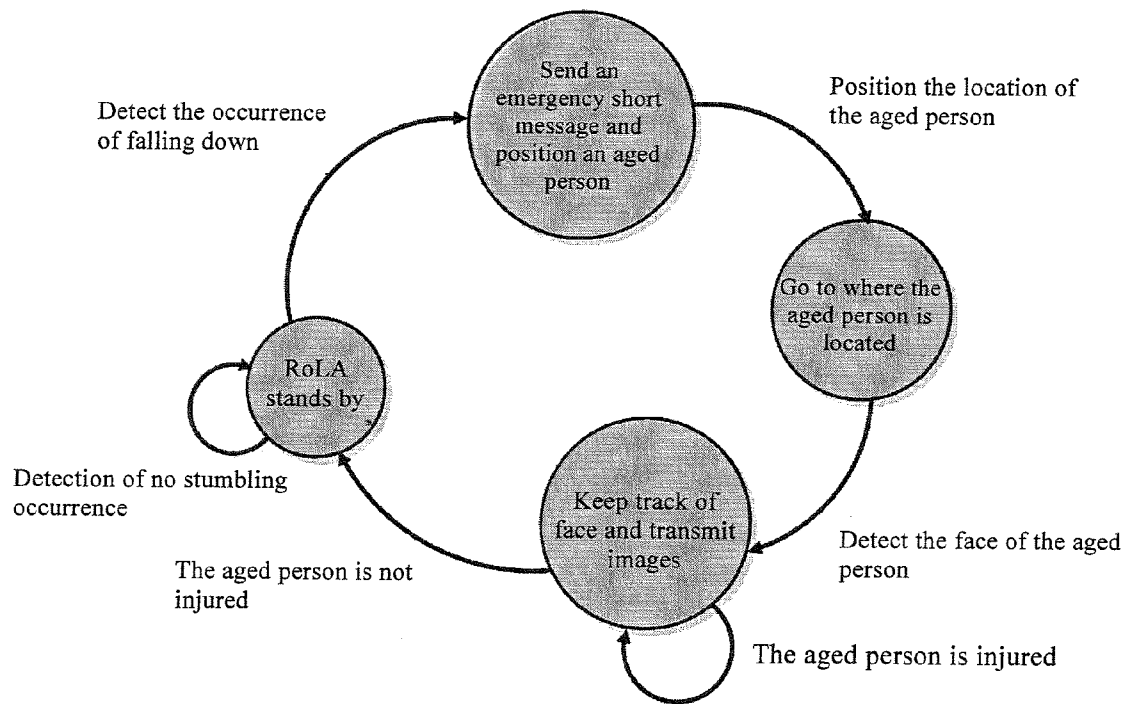 Send an
emergency short
message and
position an aged
person
Position the location of
the aged person
Detect the occurrence
of falling down
Go to where the
aged person is
located
RoLA
stands by
Detection of no stumbling
occurrence
Keep track of
face and transmit
images
Detect the face of the aged
person
The aged person is not
injured
The aged person is injured